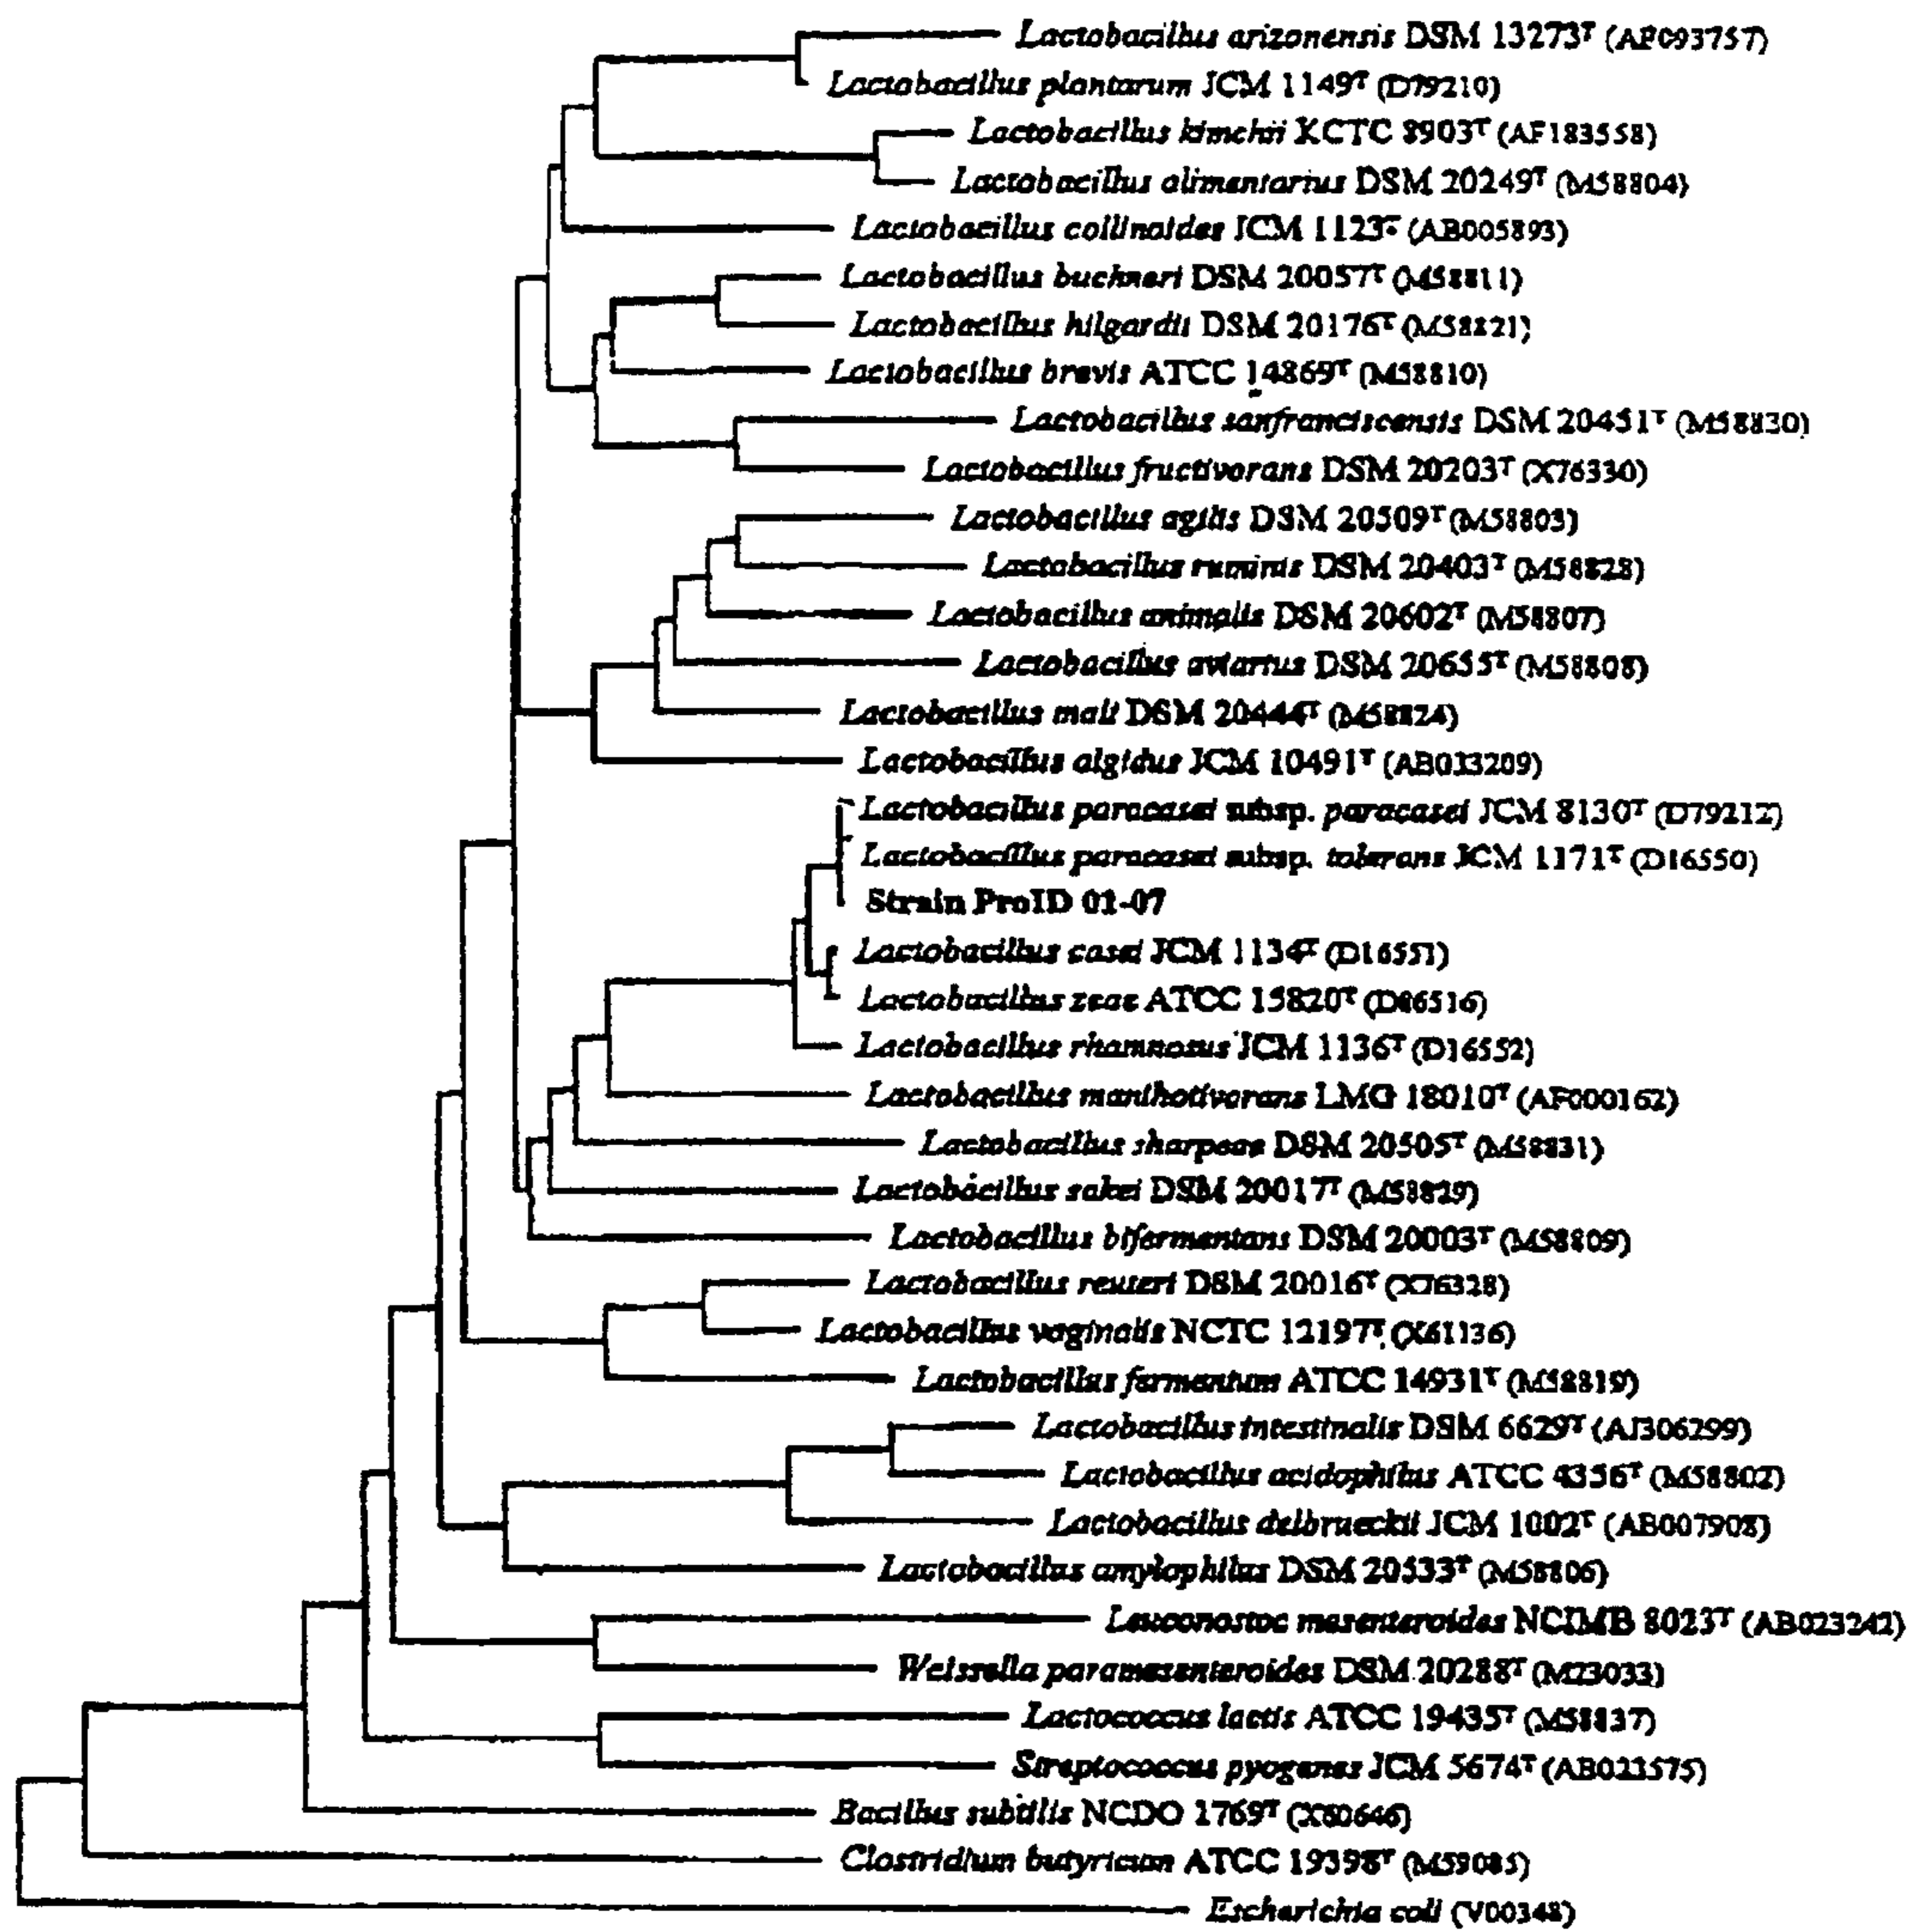 Lactobacillus arizonensis DSM 13273ᵀ (AF093757)
Lactobacillus plantarum JCM 1149ᵀ (D79210)
Lactobacillus kimchii KCTC 8903ᵀ (AF183558)
Lactobacillus alimentarius DSM 20249ᵀ (M58804)
Lactobacillus collinoides JCM 1123ᵀ (AB005893)
Lactobacillus buchneri DSM 20057ᵀ (M58811)
Lactobacillus hilgardii DSM 20176ᵀ (M58821)
Lactobacillus brevis ATCC 14869ᵀ (M58810)
Lactobacillus sanfranciscensis DSM 20451ᵀ (M58830)
Lactobacillus fructivorans DSM 20203ᵀ (X76330)
Lactobacillus agilis DSM 20509ᵀ (M58803)
Lactobacillus ruminis DSM 20403ᵀ (M58828)
Lactobacillus animalis DSM 20602ᵀ (M58807)
Lactobacillus aviarius DSM 20655ᵀ (M58808)
Lactobacillus mali DSM 20444ᵀ (M58824)
Lactobacillus algidus JCM 10491ᵀ (AB033209)
Lactobacillus paracasei subsp. paracasei JCM 8130ᵀ (D79212)
Lactobacillus paracasei subsp. tolerans JCM 1171ᵀ (D16550)
Strain ProID 01-07
Lactobacillus casei JCM 1134ᵀ (D16551)
Lactobacillus zeae ATCC 15820ᵀ (D86516)
Lactobacillus rhamnosus JCM 1136ᵀ (D16552)
Lactobacillus manihotivorans LMG 18010ᵀ (AF000162)
Lactobacillus sharpeae DSM 20505ᵀ (M58831)
Lactobacillus sakei DSM 20017ᵀ (M58829)
Lactobacillus bifermentans DSM 20003ᵀ (M58809)
Lactobacillus reuteri DSM 20016ᵀ (X76328)
Lactobacillus vaginalis NCTC 12197ᵀ (X61136)
Lactobacillus fermentum ATCC 14931ᵀ (M58819)
Lactobacillus intestinalis DSM 6629ᵀ (AJ306299)
Lactobacillus acidophilus ATCC 4356ᵀ (M58802)
Lactobacillus delbrueckii JCM 1002ᵀ (AB007908)
Lactobacillus amylophilus DSM 20533ᵀ (M58806)
Leuconostoc mesenteroides NCIMB 8023ᵀ (AB023242)
Weissella paramesenteroides DSM 20288ᵀ (M23033)
Lactococcus lactis ATCC 19435ᵀ (M58837)
Streptococcus pyogenes JCM 5674ᵀ (AB023575)
Bacillus subtilis NCDO 1769ᵀ (X60646)
Clostridium butyricum ATCC 19398ᵀ (M59085)
Escherichia coli (V00348)